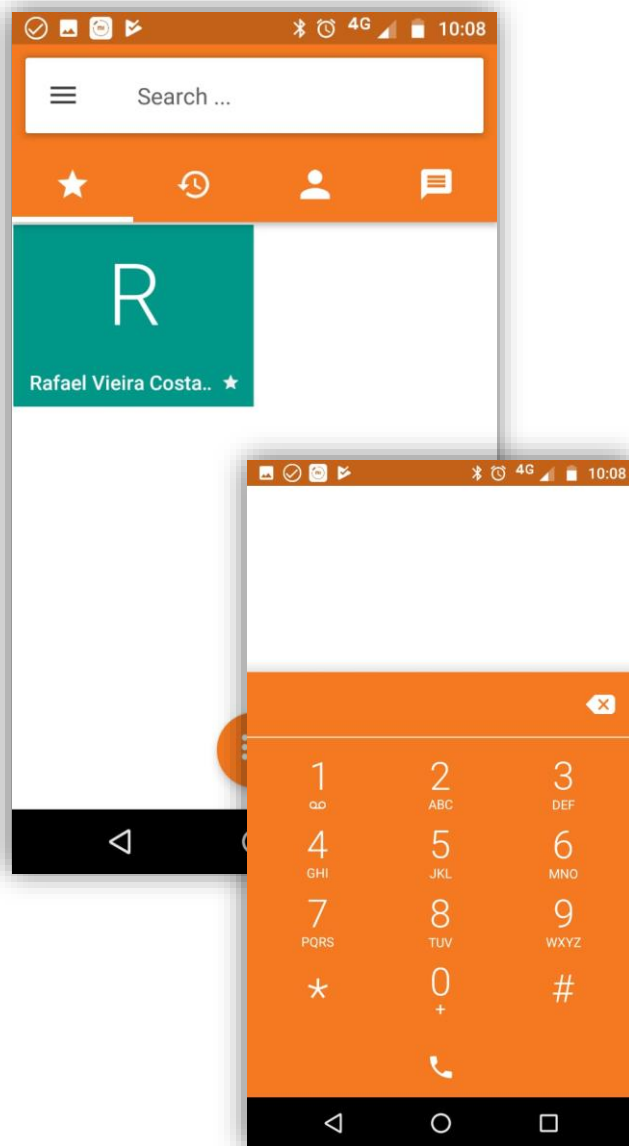 4G 10:08
Search ...
R
Rafael Vieira Costa..
4G 10:08
1 2 3
ABC DEF
4 5 6
GHI JKL MNO
7 8 9
PQRS TUV WXYZ
* 0 #
+